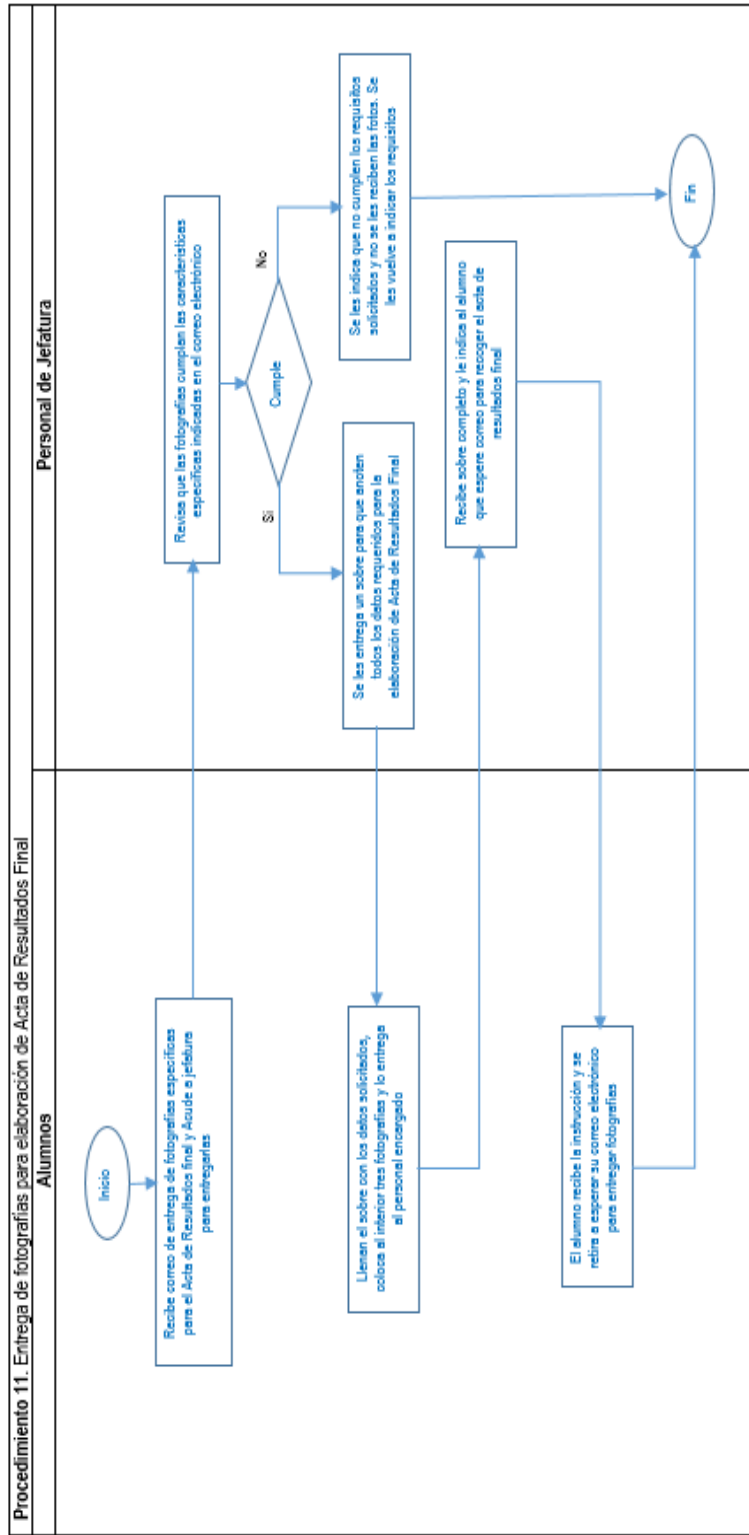 Procedimiento 11. Entrega de fotografías para elaboración de Acta de Resultados Final
Alumnos
Personal de Jefatura
Inicio
Recibe correo de entrega de fotografías específicas
para el Acta de Resultados final y Acude a jefatura
para entregarlas
Revisa que las fotografías cumplan las características
específicas indicadas en el correo electrónico
Cumple
Si
No
Se les entrega un sobre para que anoten
todos los datos requeridos para la
elaboración de Acta de Resultados Final
Se les indica que no cumplen los requisitos
solicitados y no se les reciben las fotos. Se
les vuelve a indicar los requisitos
Llenan el sobre con los datos solicitados,
coloca al interior tres fotografías y lo entrega
al personal encargado
Recibe sobre completo y le indica al alumno
que espere correo para recoger el acta de
resultados final
El alumno recibe la instrucción y se
retira a esperar su correo electrónico
para entregar fotografías
Fin